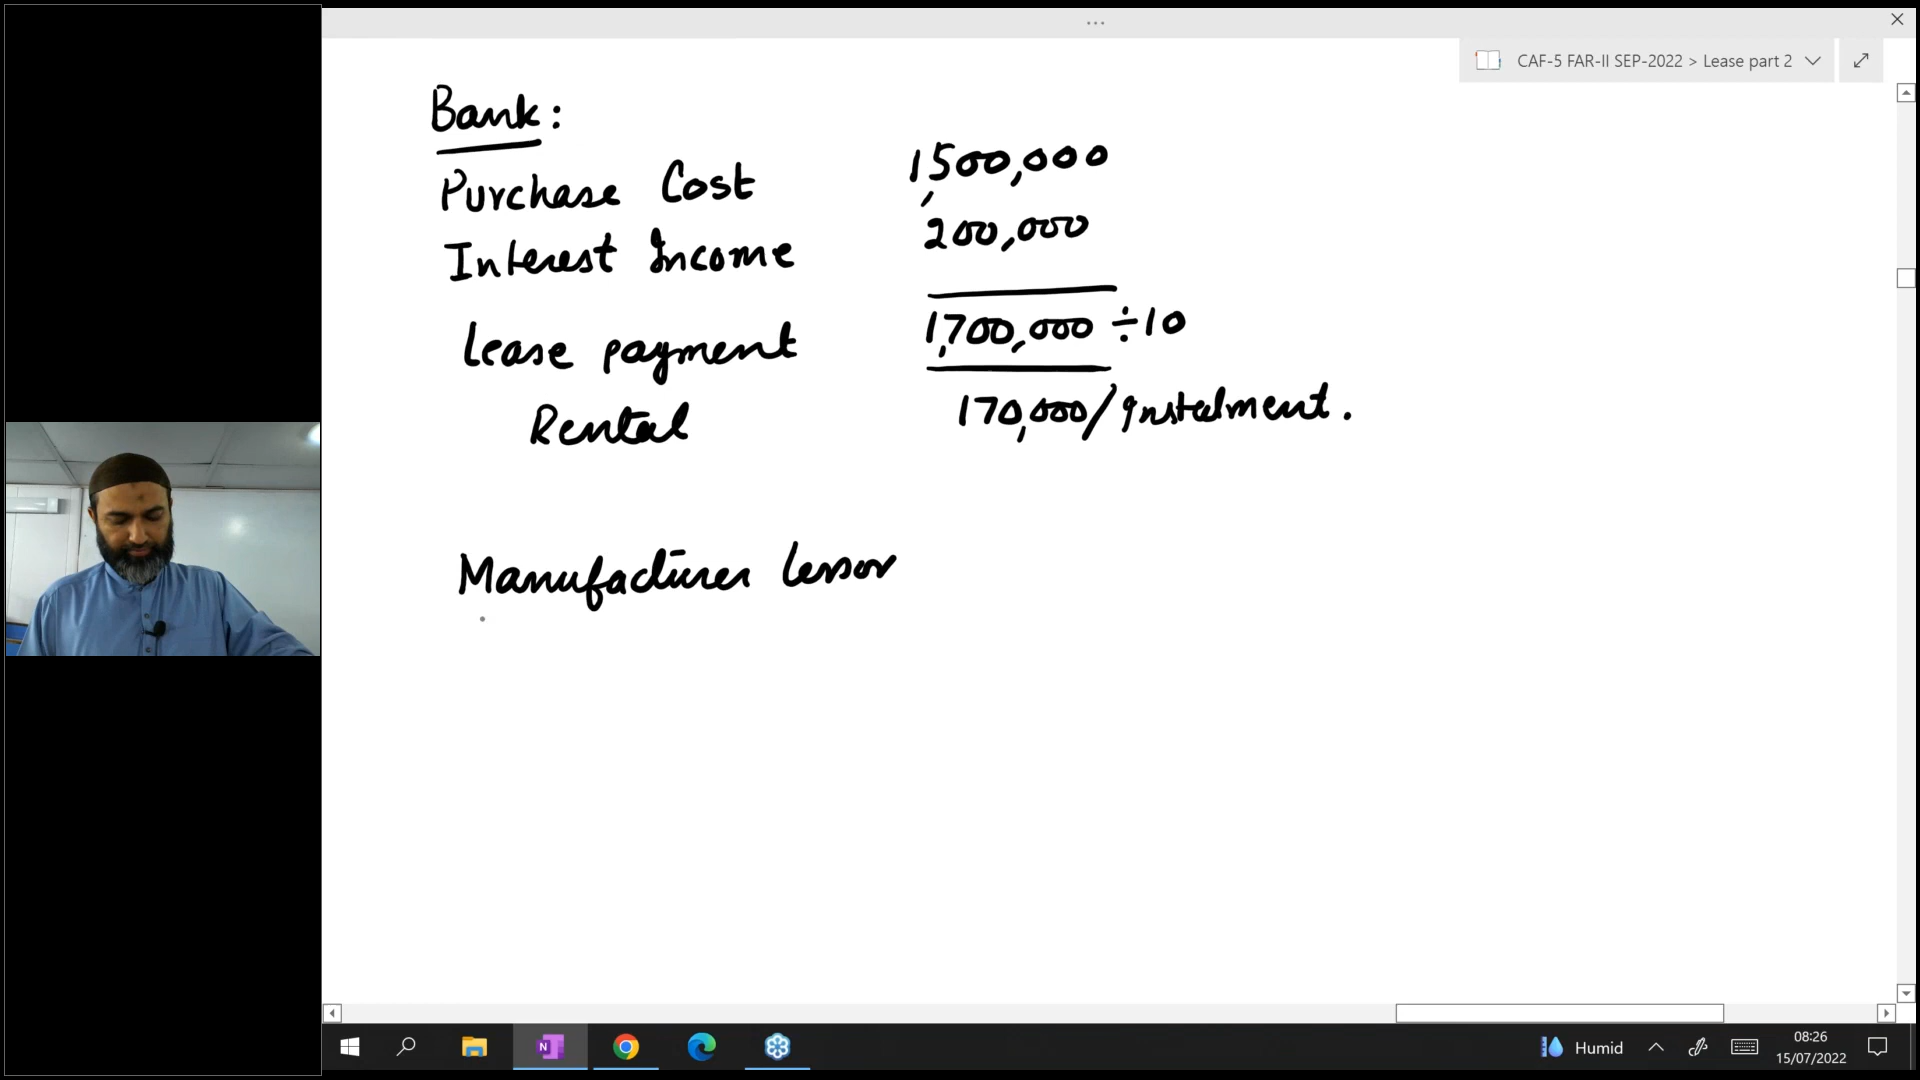 CAF-5 FAR-II SEP-2022 > Lease part 2
Bank:
Purchase Cost 1,500,000
Interest Income 200,000
Lease payment 1,700,000 ÷10
Rental 170,000/Instalment.
Manufacturer Lessor
Humid
08:26
15/07/2022